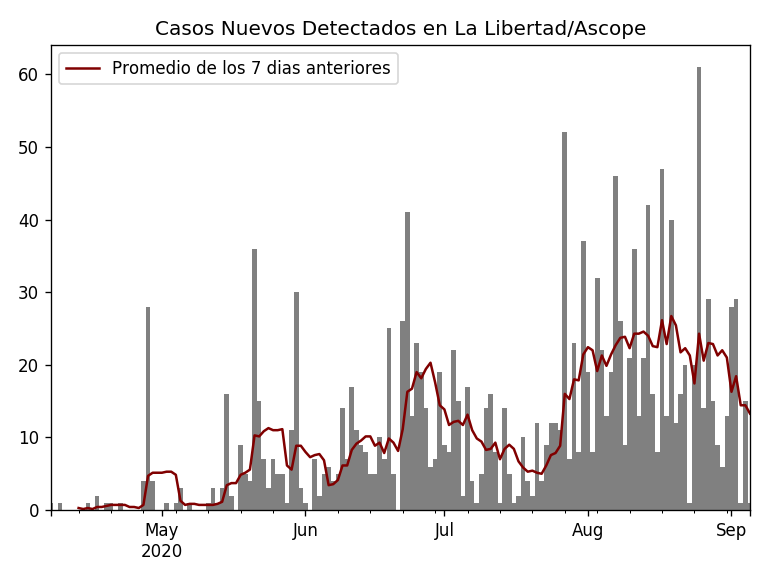 Casos Nuevos Detectados en La Libertad/Ascope
Promedio de los 7 dias anteriores
60
50
40
30
20
10
0
May Jun Jul Aug Sep
2020